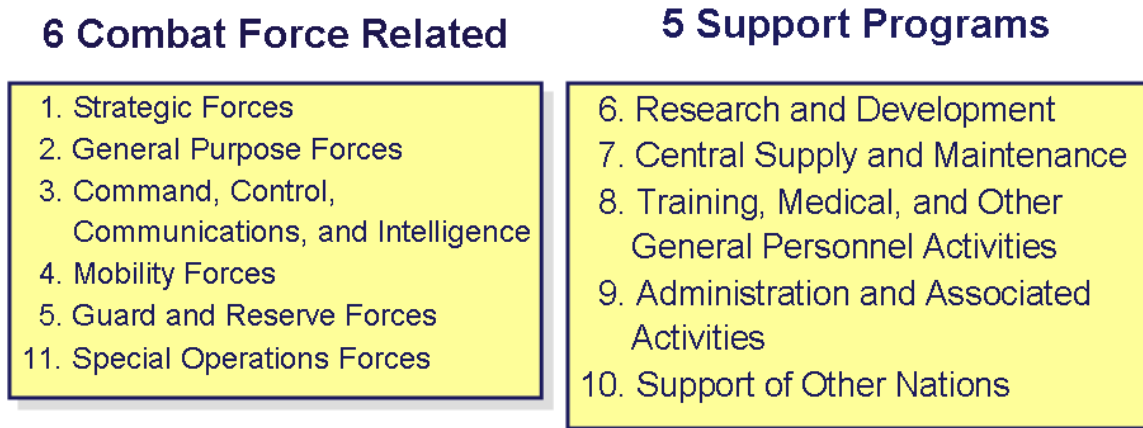 6 Combat Force Related
1. Strategic Forces
2. General Purpose Forces
3. Command, Control,
Communications, and Intelligence
4. Mobility Forces
5. Guard and Reserve Forces
11. Special Operations Forces
5 Support Programs
6. Research and Development
7. Central Supply and Maintenance
8. Training, Medical, and Other
General Personnel Activities
9. Administration and Associated
Activities
10. Support of Other Nations